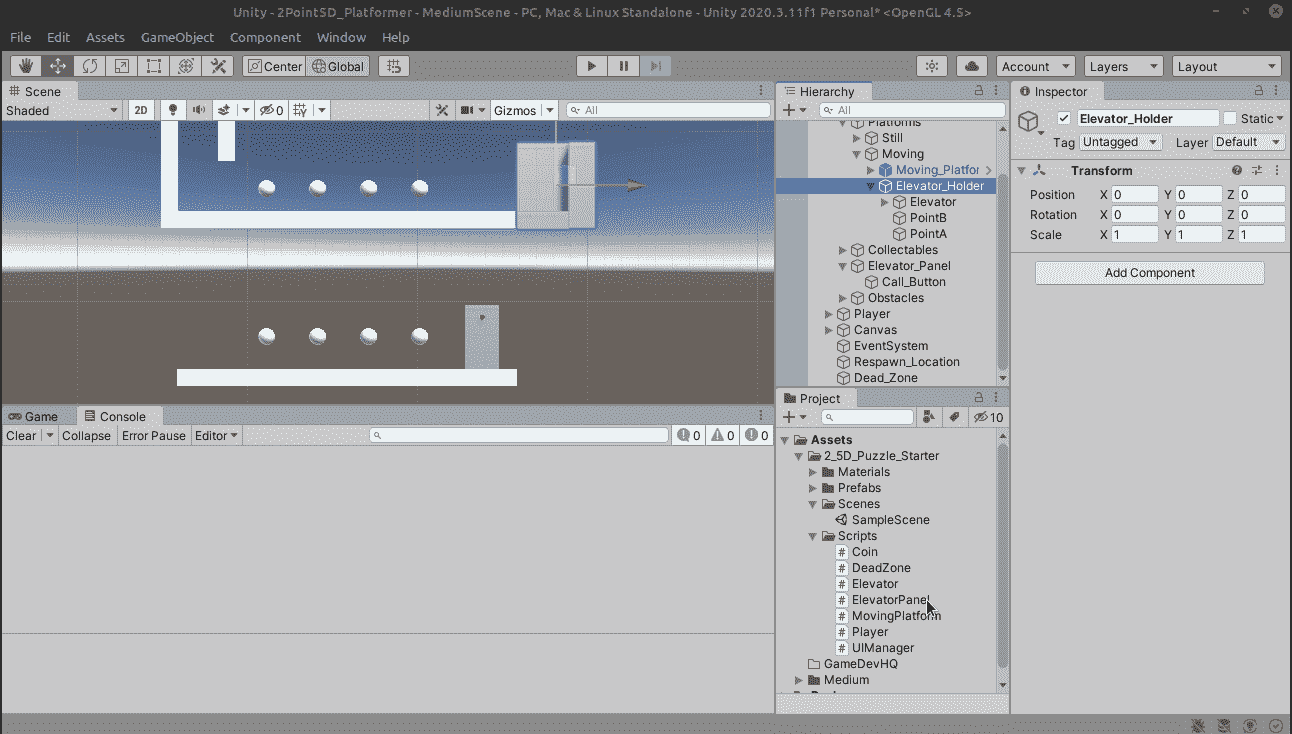 Unity - 2Point5D_Platformer - MediumScene - PC, Mac & Linux Standalone - Unity 2020.3.11f1 Personal* <OpenGL 4.5>
File Edit Assets GameObject Component Window Help
Center Global Account Layers Layout
Scene
Shaded 2D 0 Gizmos All
Game Console
Clear Collapse Error Pause Editor 0 0 0
Hierarchy
All
Platforms
Still
Moving
Moving_Platfor
Elevator_Holder
Elevator
PointB
PointA
Collectables
Elevator_Panel
Call_Button
Obstacles
Player
Canvas
EventSystem
Respawn_Location
Dead_Zone
Project
10
Assets
2_5D_Puzzle_Starter
Materials
Prefabs
Scenes
SampleScene
Scripts
# Coin
# DeadZone
# Elevator
# ElevatorPanel
# MovingPlatform
# Player
# UIManager
GameDevHQ
Medium
Inspector
Elevator_Holder Static
Tag Untagged Layer Default
Transform
Position X 0 Y 0 Z 0
Rotation X 0 Y 0 Z 0
Scale X 1 Y 1 Z 1
Add Component